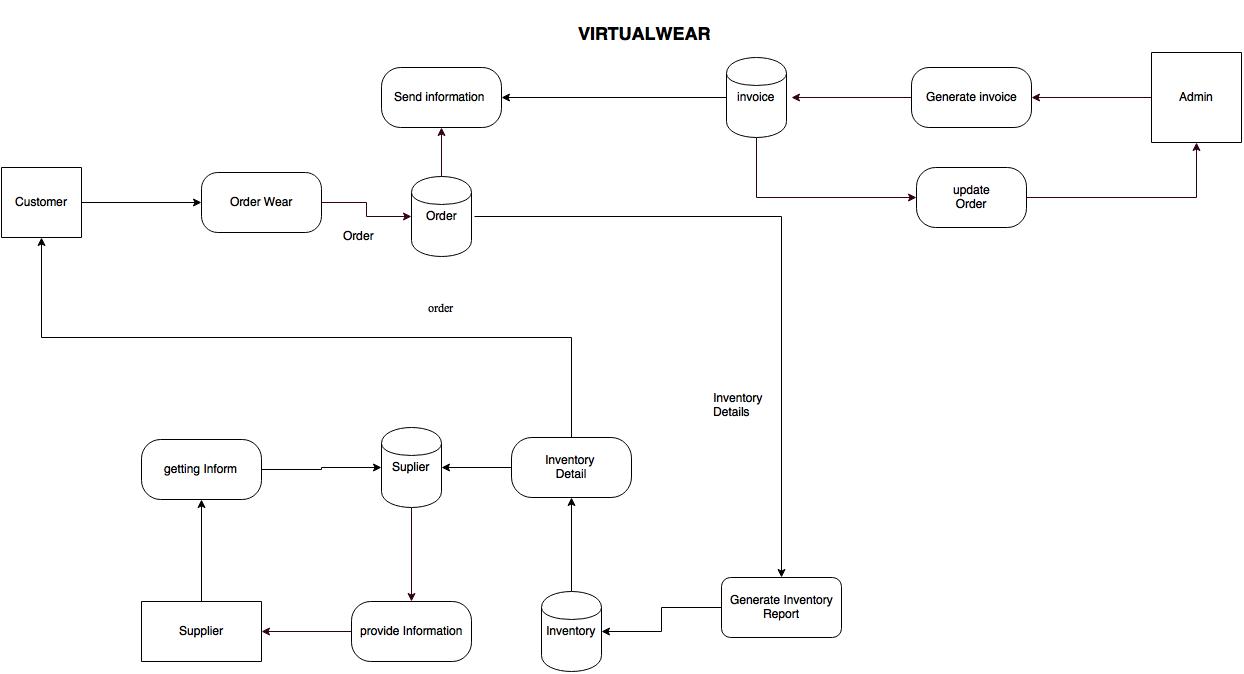 VIRTUALWEAR
Send information
invoice
Generate invoice
Admin
Customer
Order Wear
Order
Order
update
Order
order
Inventory
Details
getting Inform
Suplier
Inventory
Detail
Supplier
provide Information
Inventory
Generate Inventory
Report